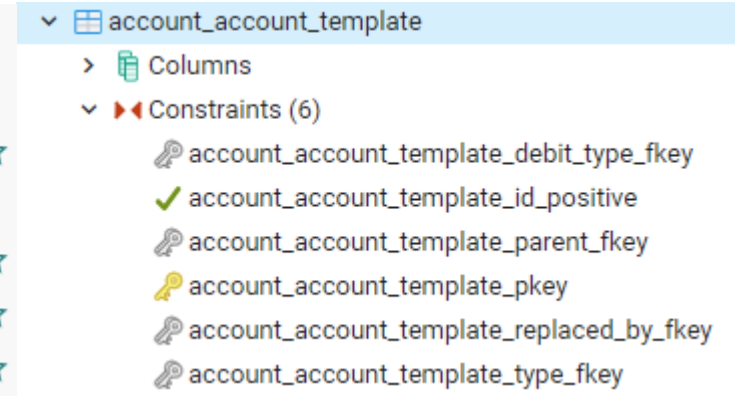 account_account_template
Columns
Constraints (6)
account_account_template_debit_type_fkey
account_account_template_id_positive
account_account_template_parent_fkey
account_account_template_pkey
account_account_template_replaced_by_fkey
account_account_template_type_fkey